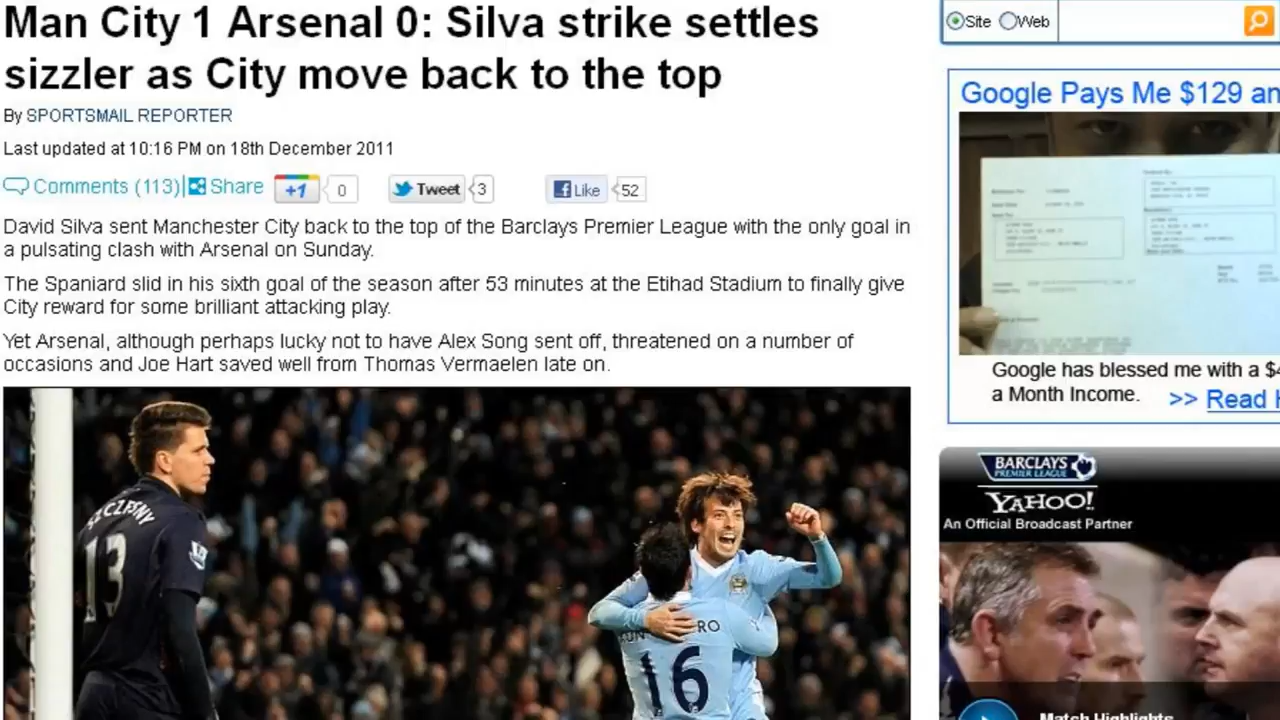 Man City 1 Arsenal 0: Silva strike settles
sizzler as City move back to the top
By SPORTSMAIL REPORTER
Last updated at 10:16 PM on 18th December 2011
Comments (113)
Share
+1
0
Tweet
3
Like
52
David Silva sent Manchester City back to the top of the Barclays Premier League with the only goal in
a pulsating clash with Arsenal on Sunday.
The Spaniard slid in his sixth goal of the season after 53 minutes at the Etihad Stadium to finally give
City reward for some brilliant attacking play.
Yet Arsenal, although perhaps lucky not to have Alex Song sent off, threatened on a number of
occasions and Joe Hart saved well from Thomas Vermaelen late on.
13
16
Site Web
Google Pays Me $129 an
Google has blessed me with a $4
a Month Income.
>> Read
BARCLAYS
PREMIER LEAGUE
YAHOO!
An Official Broadcast Partner
Match Highlights